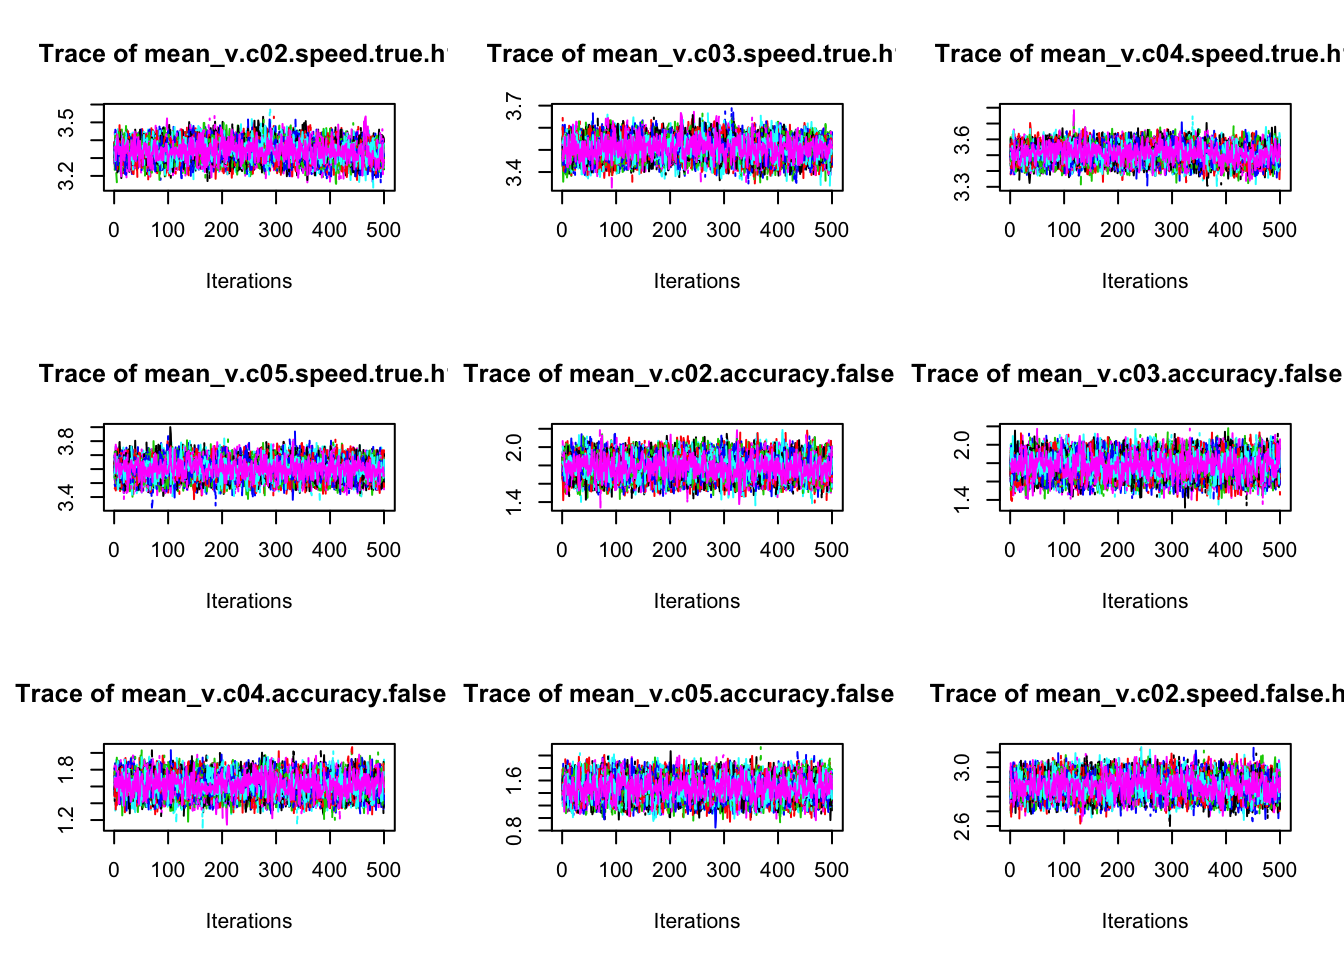 Trace of mean_v.c02.speed.true.h
Trace of mean_v.c03.speed.true.h
Trace of mean_v.c04.speed.true.h
3.5
3.2
0 100 200 300 400 500
Iterations
3.7
3.4
0 100 200 300 400 500
Iterations
3.6
3.3
0 100 200 300 400 500
Iterations
Trace of mean_v.c05.speed.true.h
Trace of mean_v.c02.accuracy.false
Trace of mean_v.c03.accuracy.false
3.8
3.4
0 100 200 300 400 500
Iterations
2.0
1.4
0 100 200 300 400 500
Iterations
2.0
1.4
0 100 200 300 400 500
Iterations
Trace of mean_v.c04.accuracy.false
Trace of mean_v.c05.accuracy.false
Trace of mean_v.c02.speed.false.h
1.8
1.2
0 100 200 300 400 500
Iterations
1.6
0.8
0 100 200 300 400 500
Iterations
3.0
2.6
0 100 200 300 400 500
Iterations